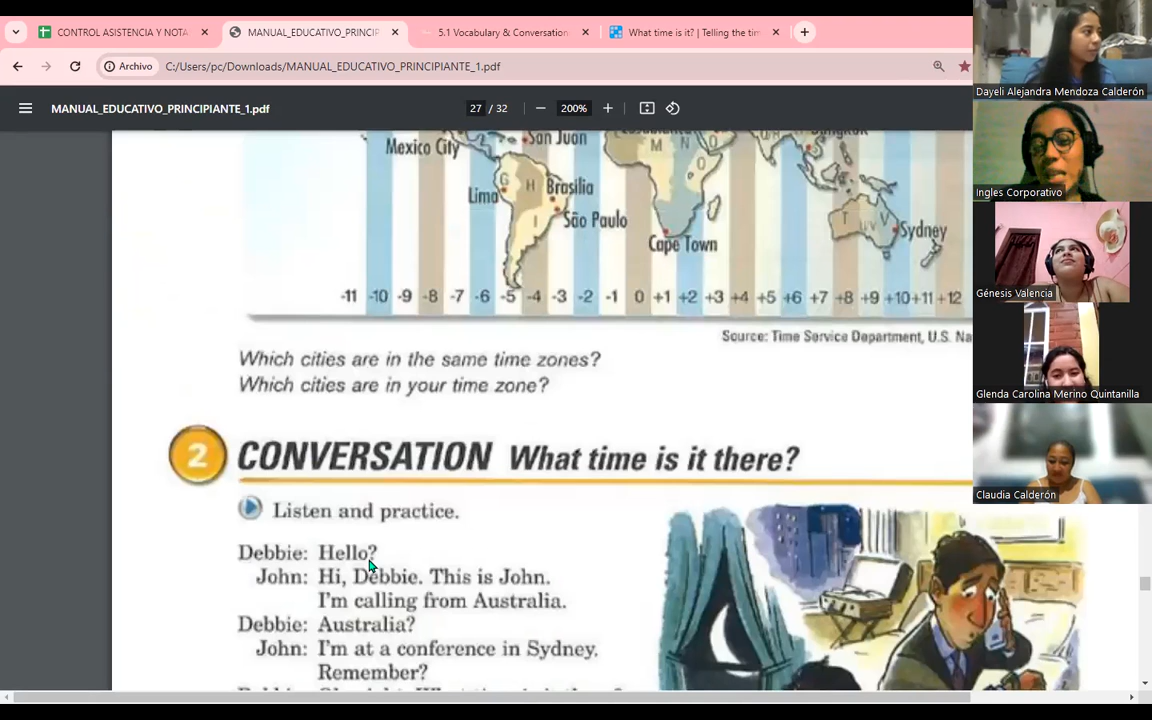 CONTROL ASISTENCIA Y NOTA
MANUAL_EDUCATIVO_PRINCIP
5.1 Vocabulary & Conversation
What time is it? | Telling the tim
Archivo
C:/Users/pc/Downloads/MANUAL_EDUCATIVO_PRINCIPIANTE_1.pdf
MANUAL_EDUCATIVO_PRINCIPIANTE_1.pdf
27 / 32
200%
Dayeli Alejandra Mendoza Calderón
Ingles Corporativo
Génesis Valencia
Glenda Carolina Merino Quintanilla
Claudia Calderón
Mexico City
San Juan
Lima
Brasilia
São Paulo
Cape Town
Sydney
G
H
I
M
N
O
Q
T
V
-11 -10 -9 -8 -7 -6 -5 -4 -3 -2 -1 0 +1 +2 +3 +4 +5 +6 +7 +8 +9 +10 +11 +12
Source: Time Service Department, U.S. Na
Which cities are in the same time zones?
Which cities are in your time zone?
2 CONVERSATION What time is it there?
Listen and practice.
Debbie: Hello?
John: Hi, Debbie. This is John.
I'm calling from Australia.
Debbie: Australia?
John: I'm at a conference in Sydney.
Remember?